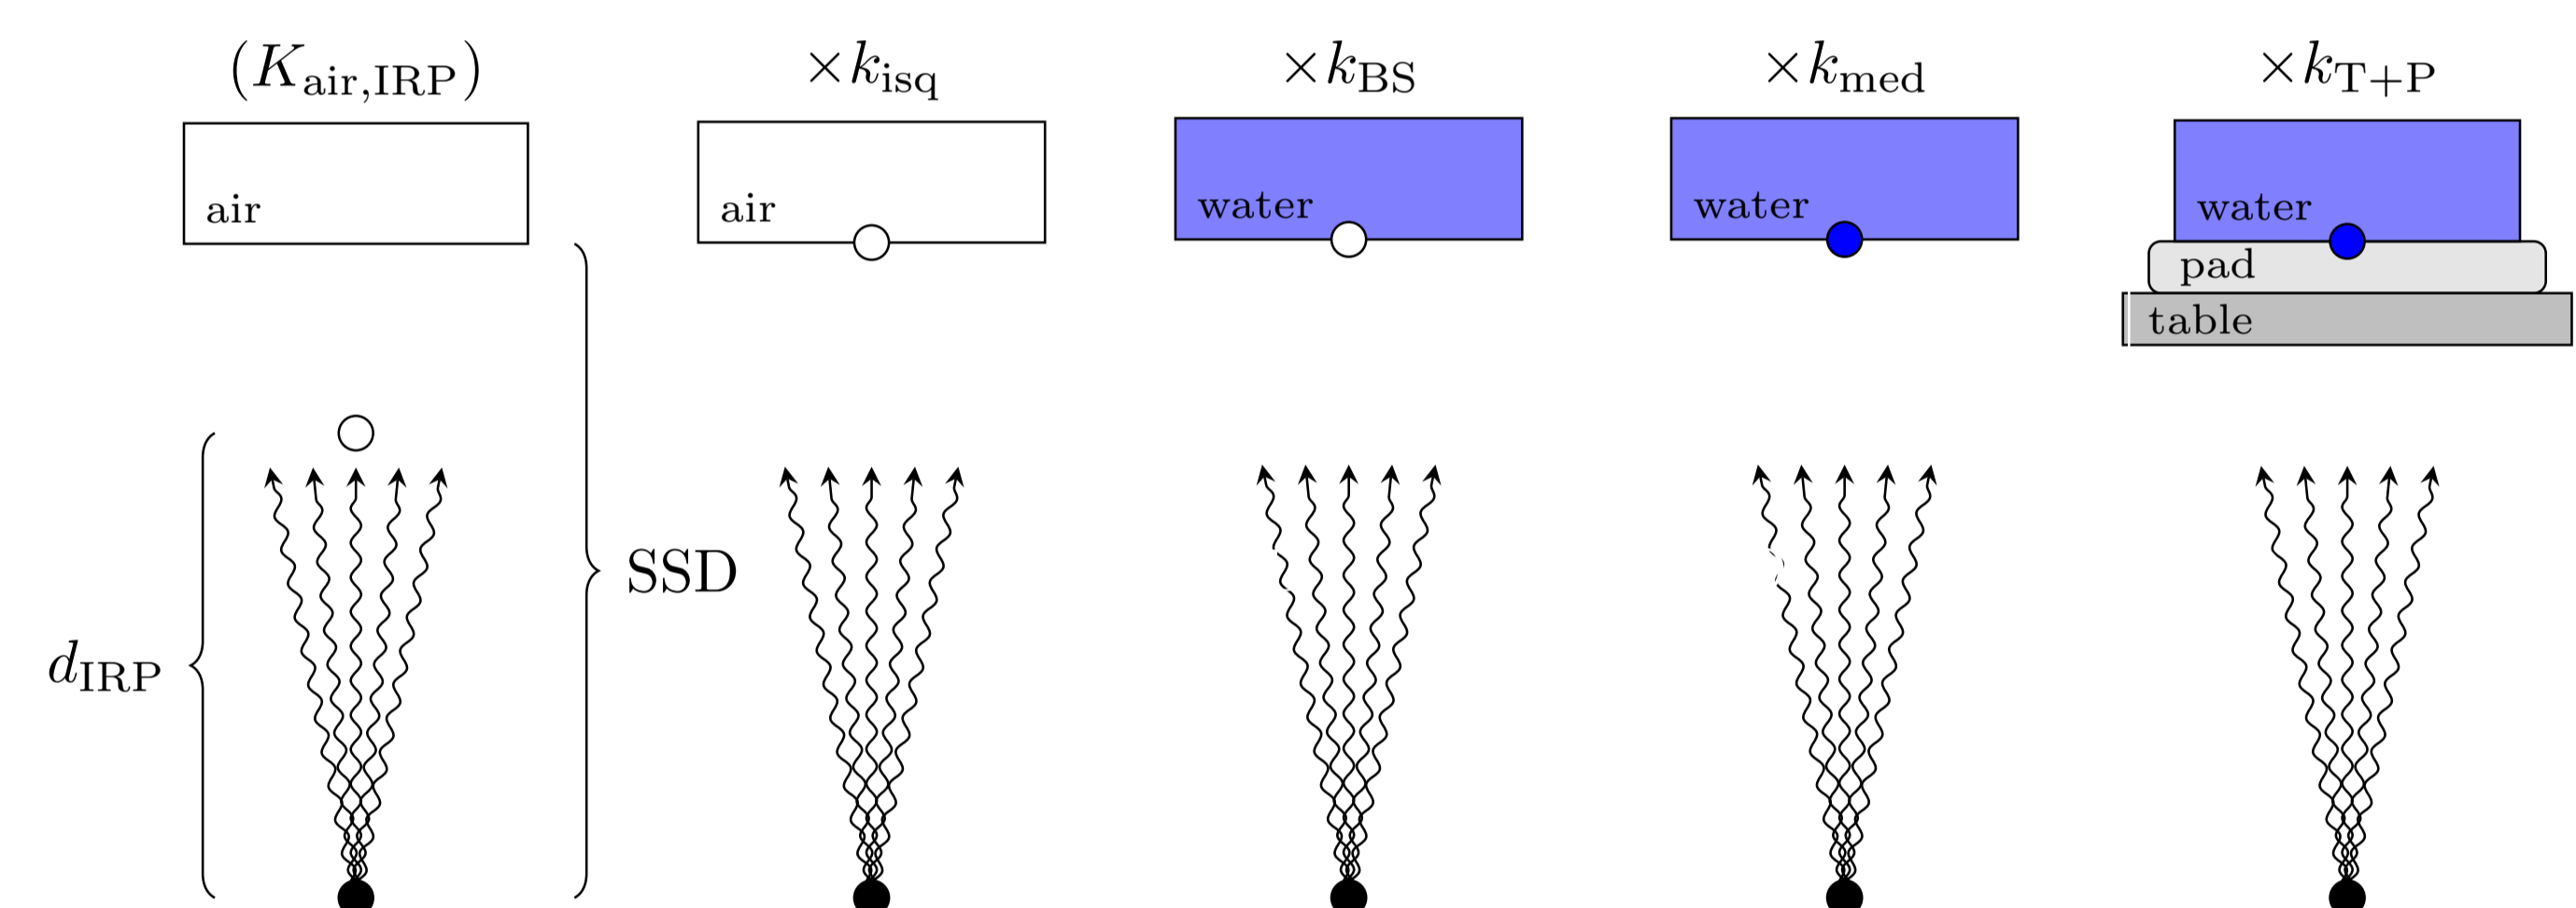 (K_air,IRP) ×k_isq ×k_BS ×k_med ×k_T+P
air air water water water
pad
table
SSD
d_IRP